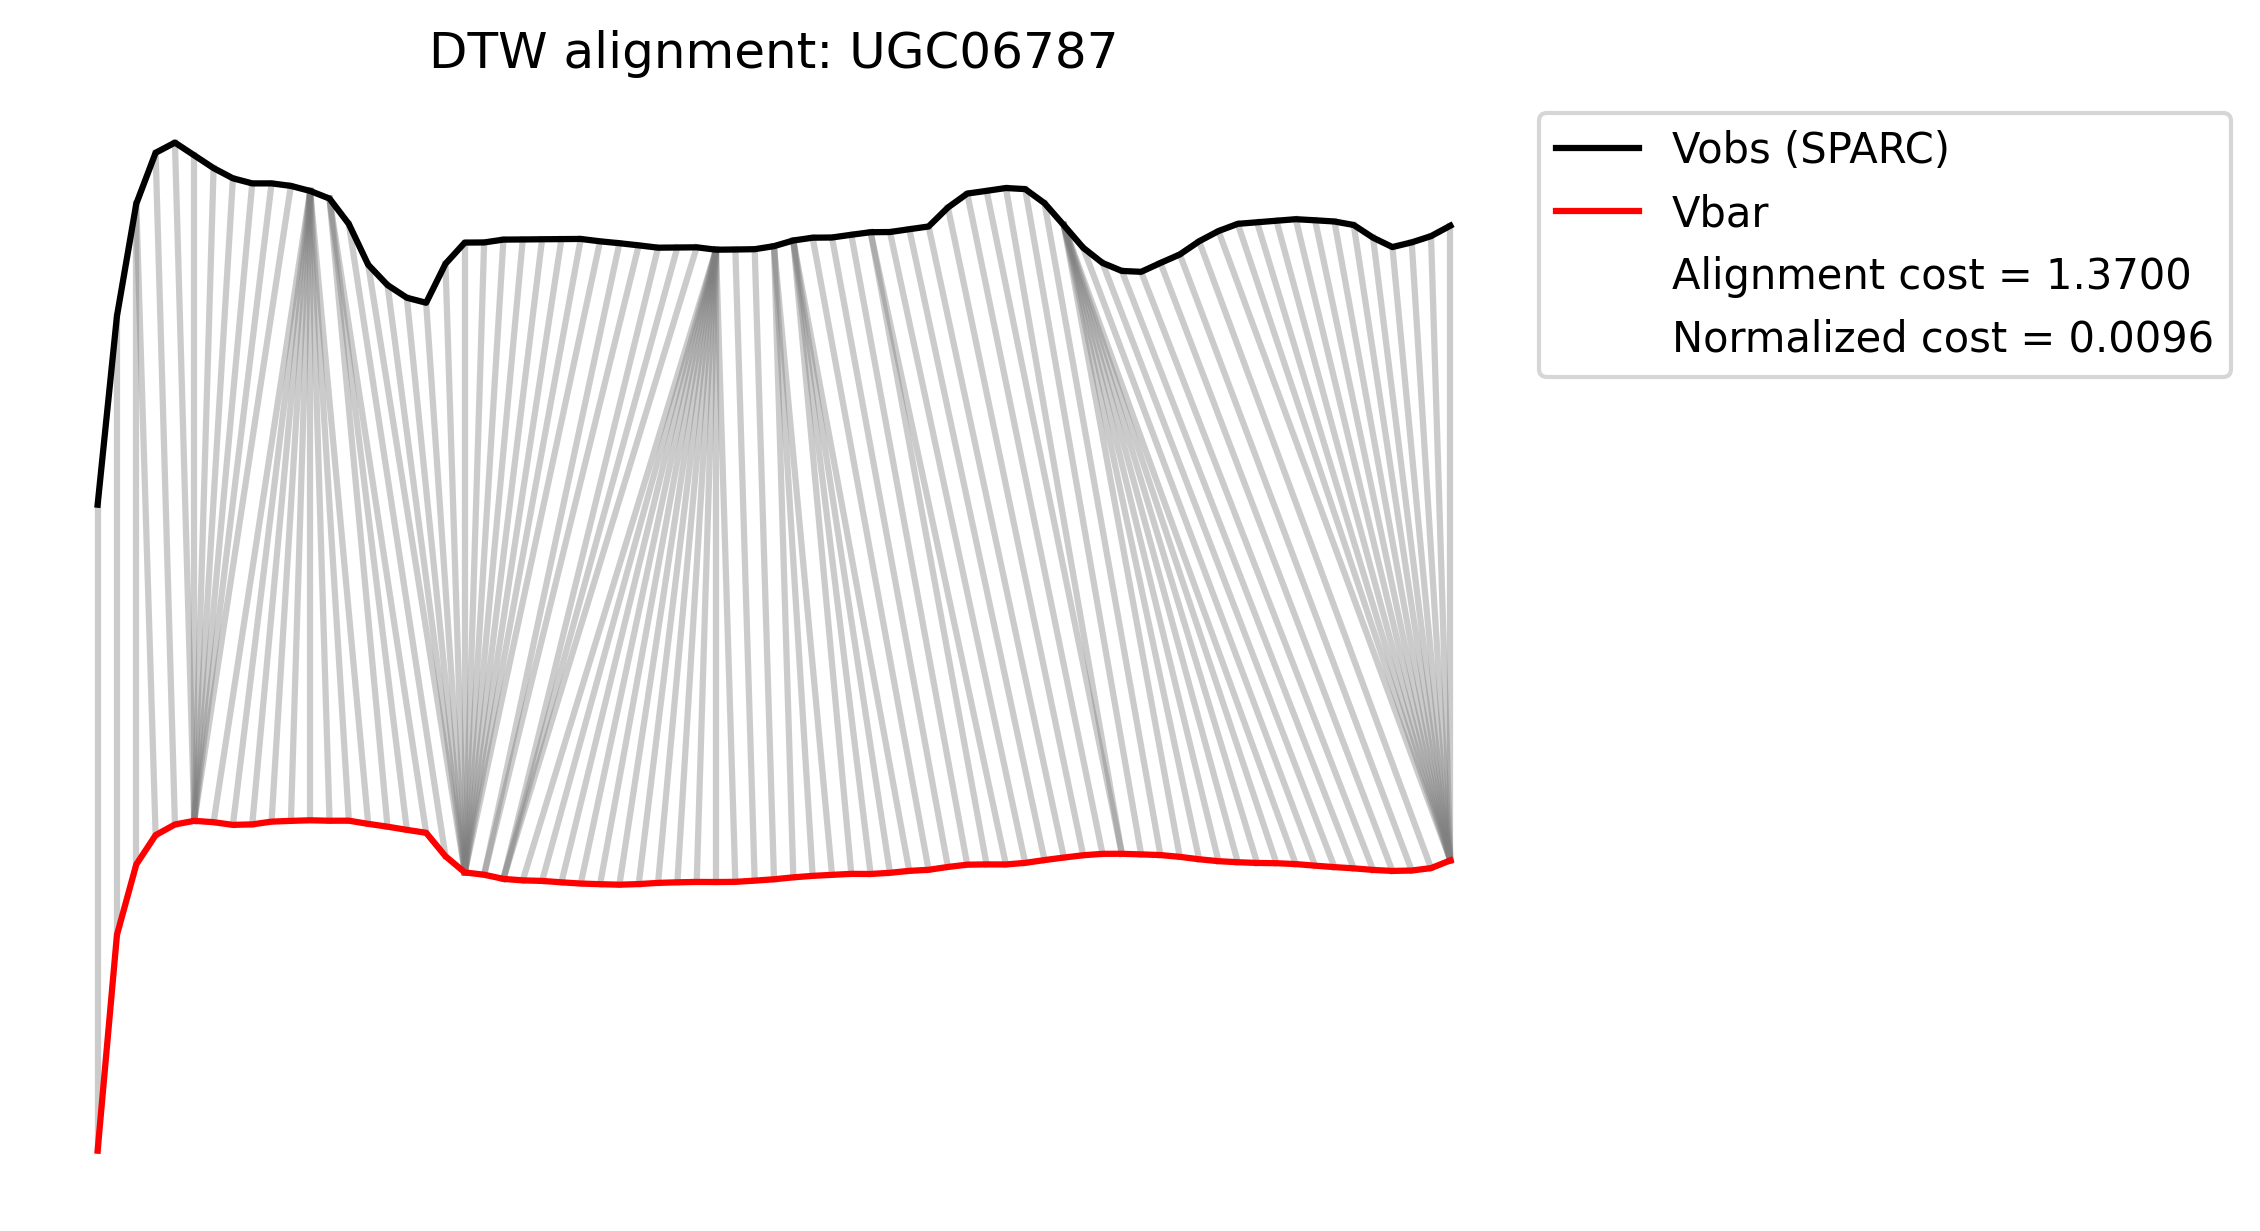 DTW alignment: UGC06787
Vobs (SPARC)
Vbar
Alignment cost = 1.3700
Normalized cost = 0.0096